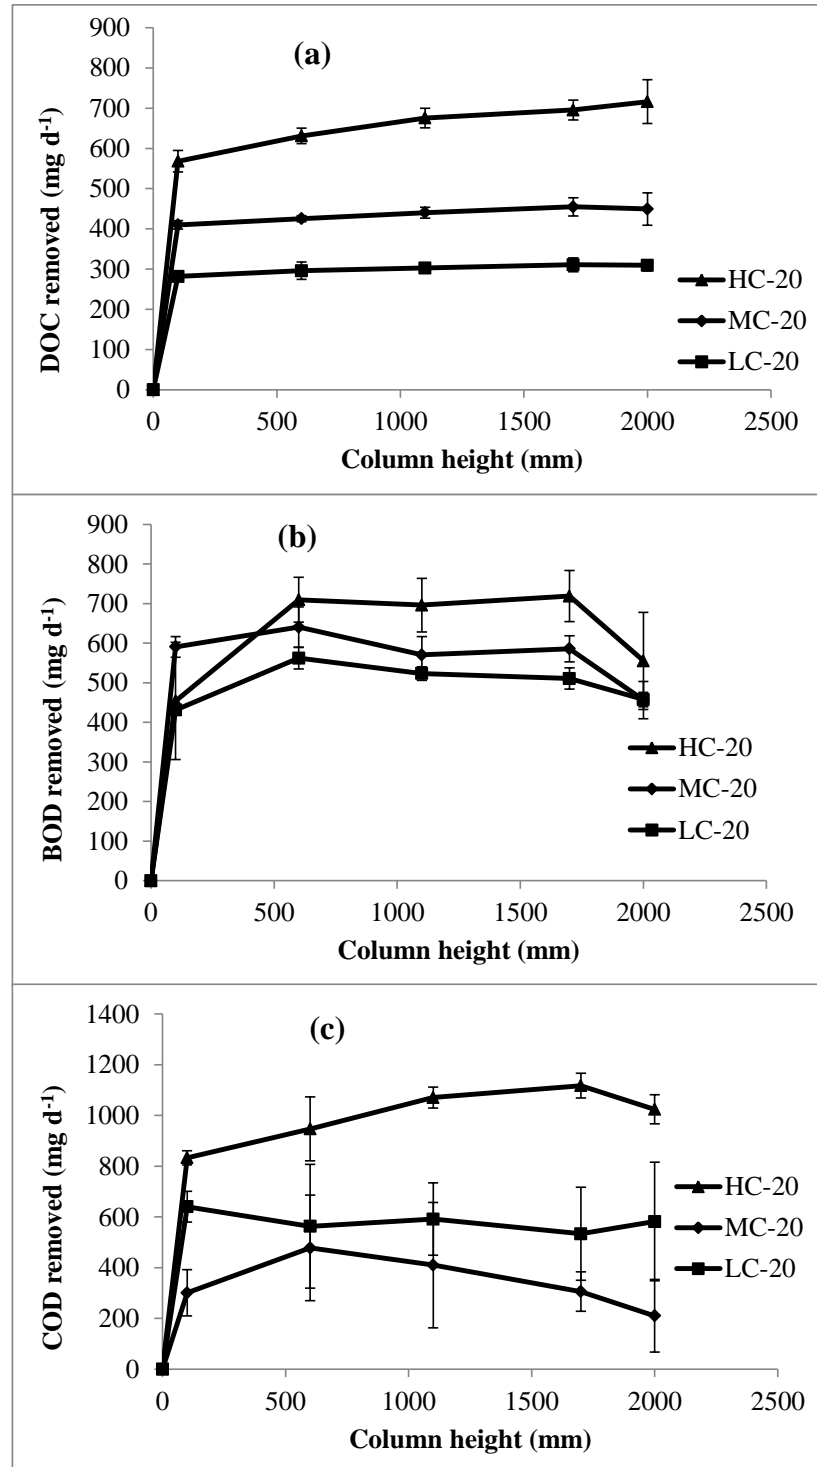 (a)
DOC removed (mg d-1)
900
800
700
600
500
400
300
200
100
0
0 500 1000 1500 2000 2500
Column height (mm)
HC-20
MC-20
LC-20
(b)
BOD removed (mg d-1)
900
800
700
600
500
400
300
200
100
0
0 500 1000 1500 2000 2500
Column height (mm)
HC-20
MC-20
LC-20
(c)
COD removed (mg d-1)
1400
1200
1000
800
600
400
200
0
0 500 1000 1500 2000 2500
Column height (mm)
HC-20
MC-20
LC-20